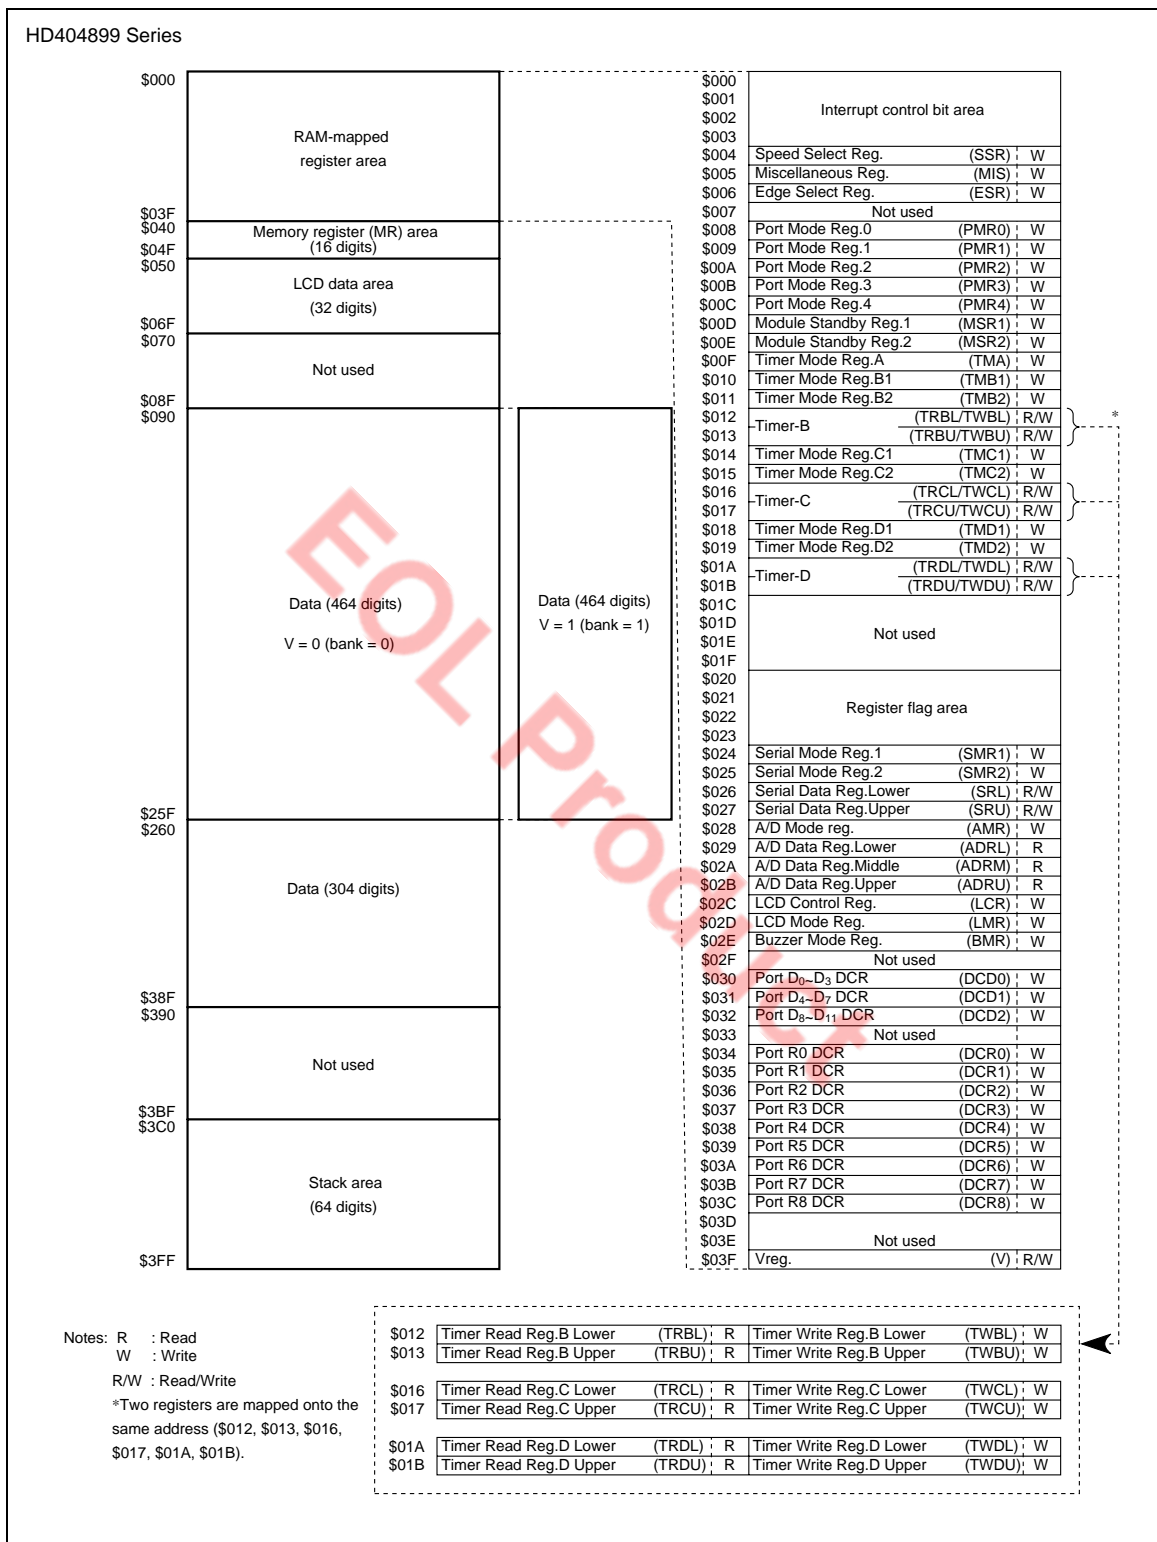 HD404899 Series
$000
RAM-mapped
register area
$03F
$040
Memory register (MR) area
(16 digits)
$04F
$050
LCD data area
(32 digits)
$06F
$070
Not used
$08F
$090
Data (464 digits)
V = 0 (bank = 0)
Data (464 digits)
V = 1 (bank = 1)
$25F
$260
Data (304 digits)
$38F
$390
Not used
$3BF
$3C0
Stack area
(64 digits)
$3FF
$000
$001
Interrupt control bit area
$002
$003
$004 Speed Select Reg. (SSR) W
$005 Miscellaneous Reg. (MIS) W
$006 Edge Select Reg. (ESR) W
$007 Not used
$008 Port Mode Reg.0 (PMR0) W
$009 Port Mode Reg.1 (PMR1) W
$00A Port Mode Reg.2 (PMR2) W
$00B Port Mode Reg.3 (PMR3) W
$00C Port Mode Reg.4 (PMR4) W
$00D Module Standby Reg.1 (MSR1) W
$00E Module Standby Reg.2 (MSR2) W
$00F Timer Mode Reg.A (TMA) W
$010 Timer Mode Reg.B1 (TMB1) W
$011 Timer Mode Reg.B2 (TMB2) W
$012 (TRBL/TWBL) R/W *
Timer-B
$013 (TRBU/TWBU) R/W
$014 Timer Mode Reg.C1 (TMC1) W
$015 Timer Mode Reg.C2 (TMC2) W
$016 (TRCL/TWCL) R/W
Timer-C
$017 (TRCU/TWCU) R/W
$018 Timer Mode Reg.D1 (TMD1) W
$019 Timer Mode Reg.D2 (TMD2) W
$01A (TRDL/TWDL) R/W
Timer-D
$01B (TRDU/TWDU) R/W
$01C
$01D
Not used
$01E
$01F
$020
$021
Register flag area
$022
$023
$024 Serial Mode Reg.1 (SMR1) W
$025 Serial Mode Reg.2 (SMR2) W
$026 Serial Data Reg.Lower (SRL) R/W
$027 Serial Data Reg.Upper (SRU) R/W
$028 A/D Mode reg. (AMR) W
$029 A/D Data Reg.Lower (ADRL) R
$02A A/D Data Reg.Middle (ADRM) R
$02B A/D Data Reg.Upper (ADRU) R
$02C LCD Control Reg. (LCR) W
$02D LCD Mode Reg. (LMR) W
$02E Buzzer Mode Reg. (BMR) W
$02F Not used
$030 Port D0~D3 DCR (DCD0) W
$031 Port D4~D7 DCR (DCD1) W
$032 Port D8~D11 DCR (DCD2) W
$033 Not used
$034 Port R0 DCR (DCR0) W
$035 Port R1 DCR (DCR1) W
$036 Port R2 DCR (DCR2) W
$037 Port R3 DCR (DCR3) W
$038 Port R4 DCR (DCR4) W
$039 Port R5 DCR (DCR5) W
$03A Port R6 DCR (DCR6) W
$03B Port R7 DCR (DCR7) W
$03C Port R8 DCR (DCR8) W
$03D
$03E Not used
$03F Vreg. (V) R/W
EOL Product
Notes: R : Read
W : Write
R/W : Read/Write
*Two registers are mapped onto the
same address ($012, $013, $016,
$017, $01A, $01B).
$012 Timer Read Reg.B Lower (TRBL) R Timer Write Reg.B Lower (TWBL) W
$013 Timer Read Reg.B Upper (TRBU) R Timer Write Reg.B Upper (TWBU) W
$016 Timer Read Reg.C Lower (TRCL) R Timer Write Reg.C Lower (TWCL) W
$017 Timer Read Reg.C Upper (TRCU) R Timer Write Reg.C Upper (TWCU) W
$01A Timer Read Reg.D Lower (TRDL) R Timer Write Reg.D Lower (TWDL) W
$01B Timer Read Reg.D Upper (TRDU) R Timer Write Reg.D Upper (TWDU) W